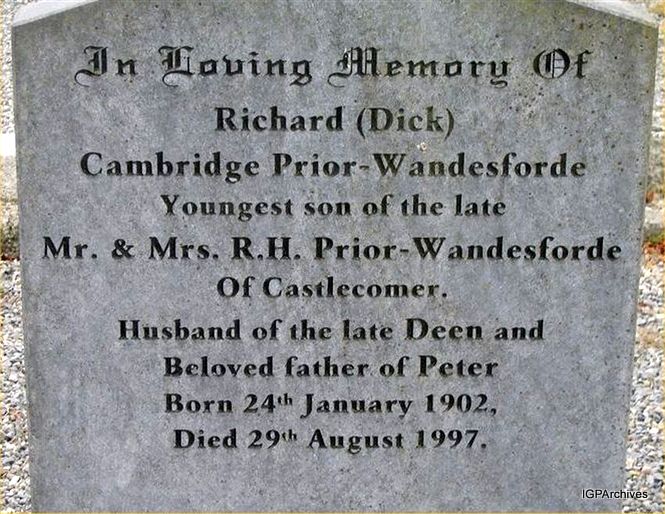 In Loving Memory Of
Richard (Dick)
Cambridge Prior-Wandesforde
Youngest son of the late
Mr. & Mrs. R.H. Prior-Wandesforde
Of Castlecomer.
Husband of the late Deen and
Beloved father of Peter
Born 24th January 1902,
Died 29th August 1997.
IGPArchives